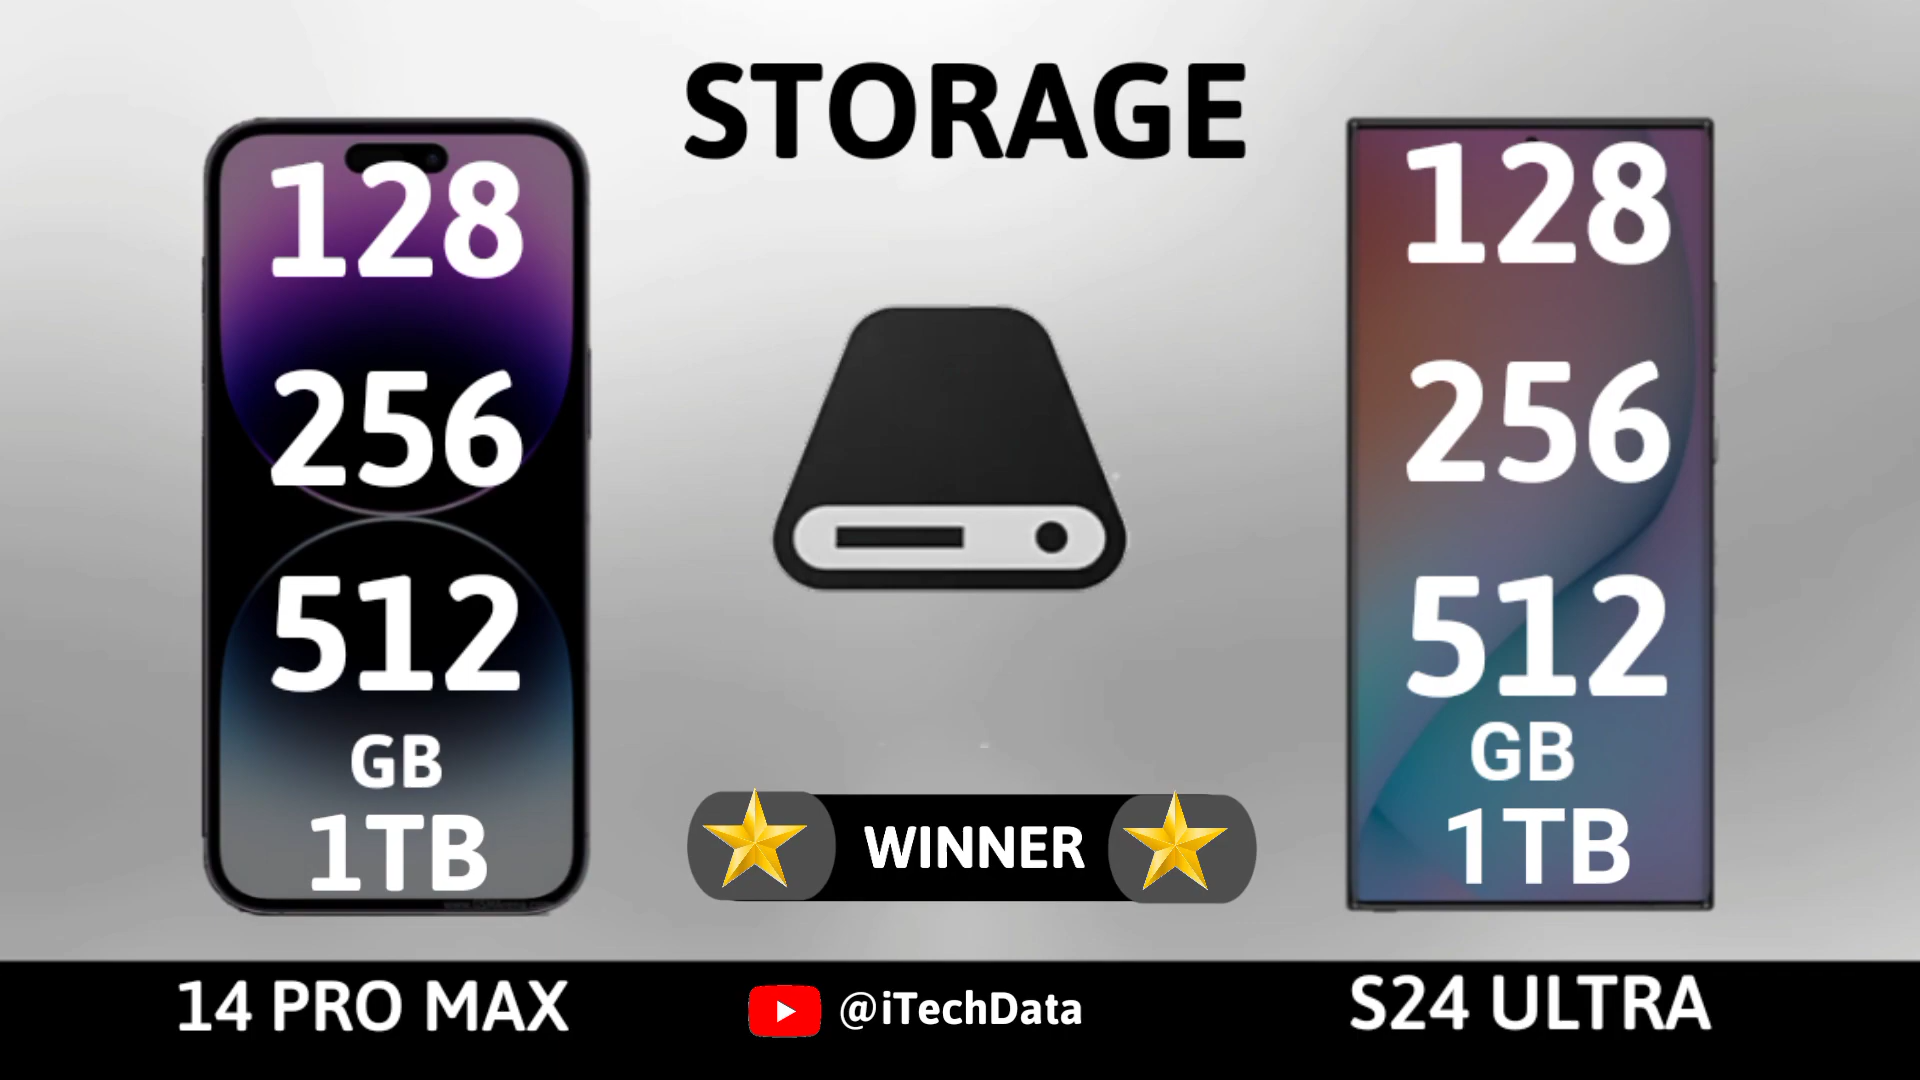 STORAGE
128
256
512
GB
1TB
128
256
512
GB
1TB
WINNER
14 PRO MAX
@iTechData
S24 ULTRA